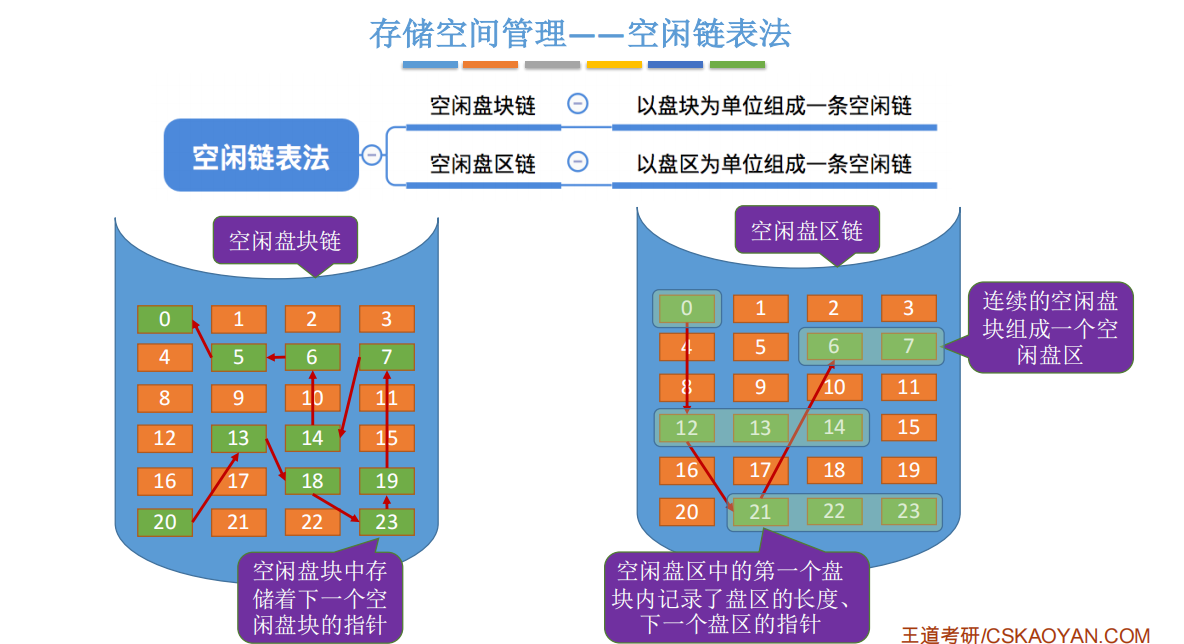 存储空间管理——空闲链表法
空闲链表法
空闲盘块链
以盘块为单位组成一条空闲链
空闲盘区链
以盘区为单位组成一条空闲链
空闲盘块链
0 1 2 3
4 5 6 7
8 9 10 11
12 13 14 15
16 17 18 19
20 21 22 23
空闲盘块中存
储着下一个空
闲盘块的指针
空闲盘区链
0 1 2 3
4 5 6 7
8 9 10 11
12 13 14 15
16 17 18 19
20 21 22 23
连续的空闲盘
块组成一个空
闲盘区
空闲盘区中的第一个盘
块内记录了盘区的长度、
下一个盘区的指针
王道考研/CSKAOYAN.COM